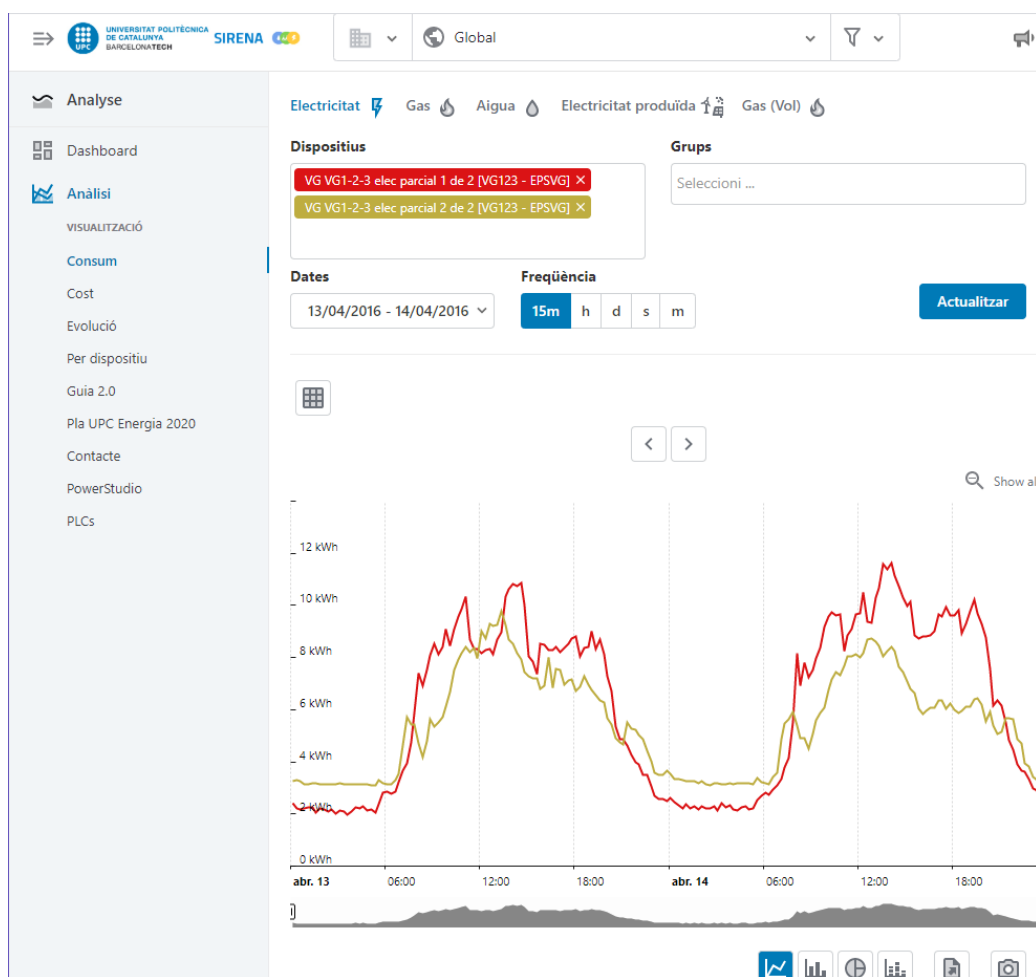 UNIVERSITAT POLITÈCNICA
DE CATALUNYA
BARCELONATECH
UPC
SIRENA
Global
Analyse
Dashboard
Anàlisi
VISUALITZACIÓ
Consum
Cost
Evolució
Per dispositiu
Guia 2.0
Pla UPC Energia 2020
Contacte
PowerStudio
PLCs
Electricitat Gas Aigua Electricitat produïda Gas (Vol)
Dispositius
VG VG1-2-3 elec parcial 1 de 2 [VG123 - EPSVG] ×
VG VG1-2-3 elec parcial 2 de 2 [VG123 - EPSVG] ×
Grups
Seleccioni ...
Dates
13/04/2016 - 14/04/2016
Freqüència
15m h d s m
Actualitzar
Show al
12 kWh
10 kWh
8 kWh
6 kWh
4 kWh
2 kWh
0 kWh
abr. 13 06:00 12:00 18:00 abr. 14 06:00 12:00 18:00